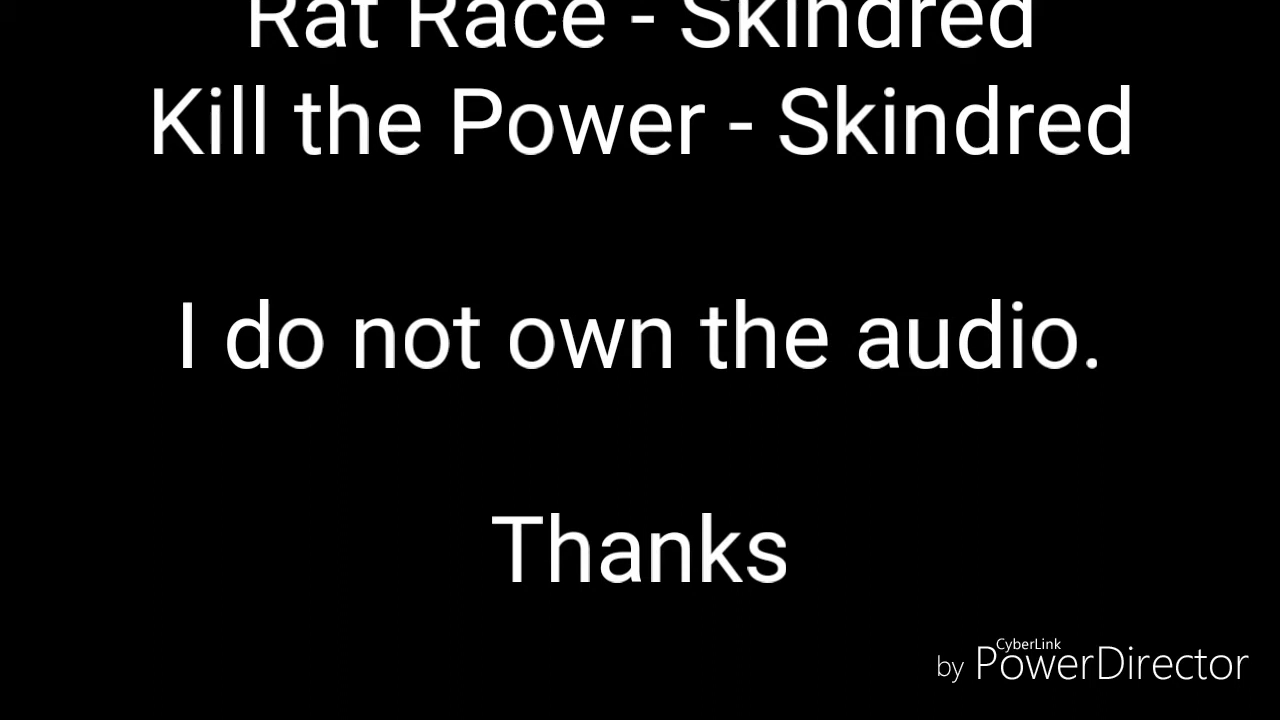 Rat Race - Skindred
Kill the Power - Skindred
I do not own the audio.
Thanks
CyberLink
by PowerDirector